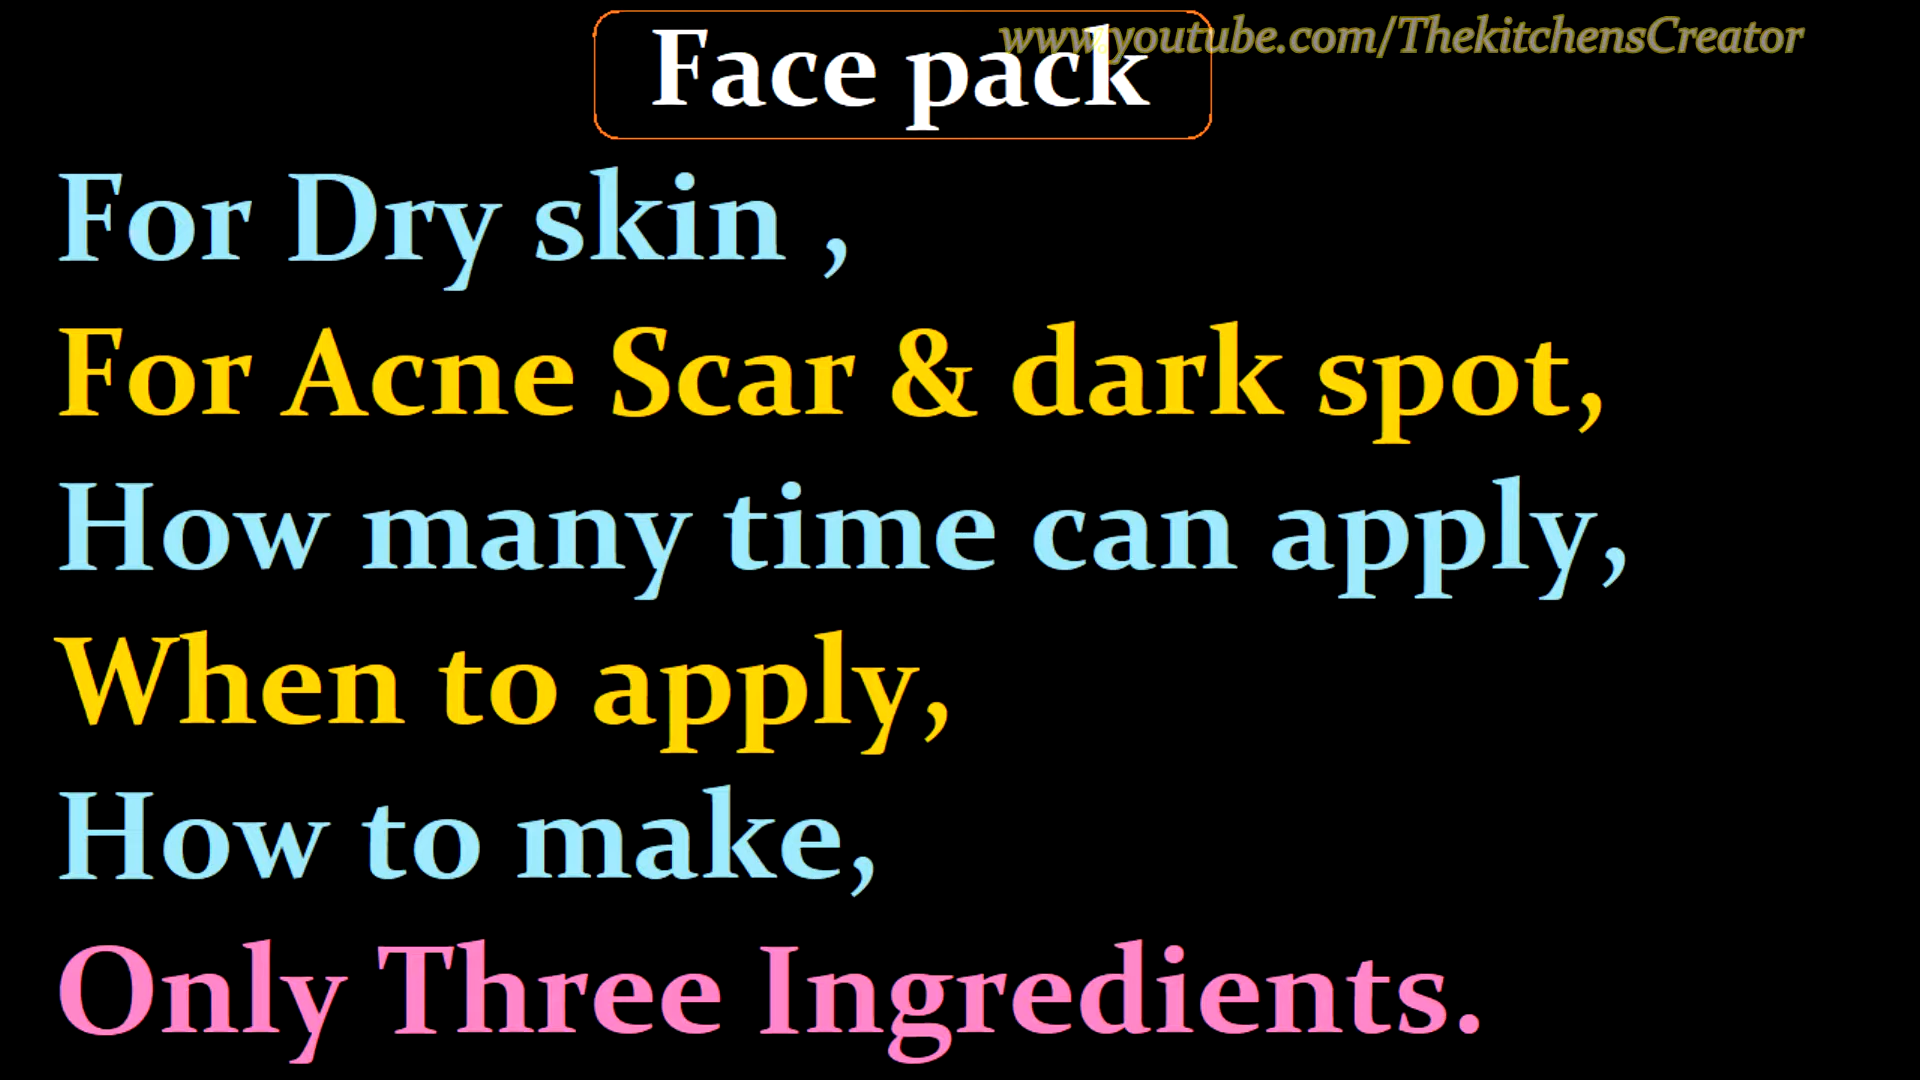 www.youtube.com/ThekitchensCreator
Face pack
For Dry skin ,
For Acne Scar & dark spot,
How many time can apply,
When to apply,
How to make,
Only Three Ingredients.